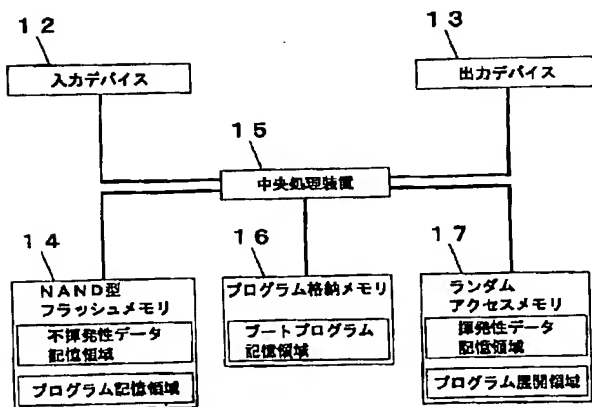 12
13
入力デバイス
出力デバイス
15
中央処理装置
14
16
17
NAND型
フラッシュメモリ
不揮発性データ
記憶領域
プログラム記憶領域
プログラム格納メモリ
ブートプログラム
記憶領域
ランダム
アクセスメモリ
揮発性データ
記憶領域
プログラム展開領域